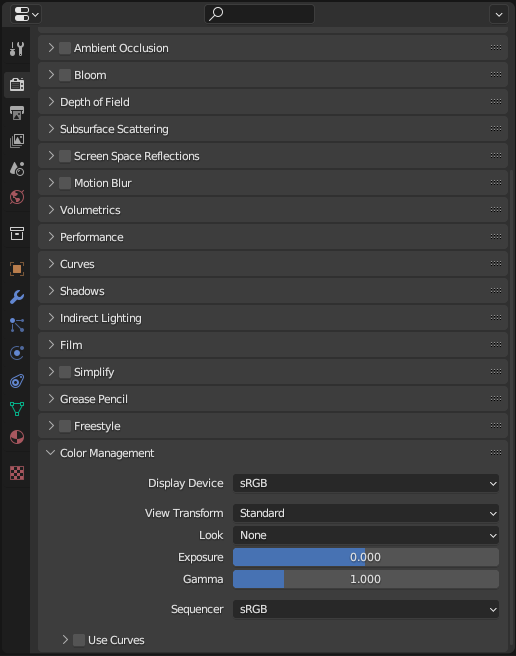 Ambient Occlusion
Bloom
Depth of Field
Subsurface Scattering
Screen Space Reflections
Motion Blur
Volumetrics
Performance
Curves
Shadows
Indirect Lighting
Film
Simplify
Grease Pencil
Freestyle
Color Management
Display Device sRGB
View Transform Standard
Look None
Exposure 0.000
Gamma 1.000
Sequencer sRGB
Use Curves